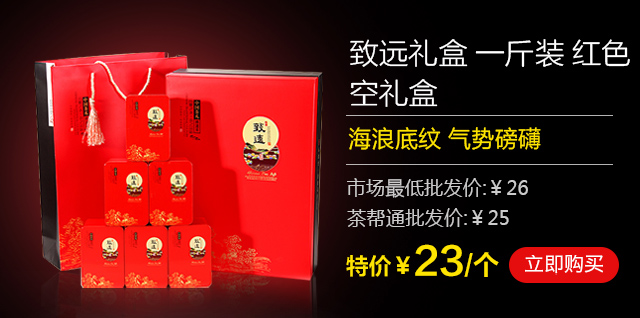 致远礼盒 一斤装 红色
空礼盒
海浪底纹 气势磅礴
市场最低批发价:￥26
茶帮通批发价:￥25
特价￥23/个
立即购买
致远